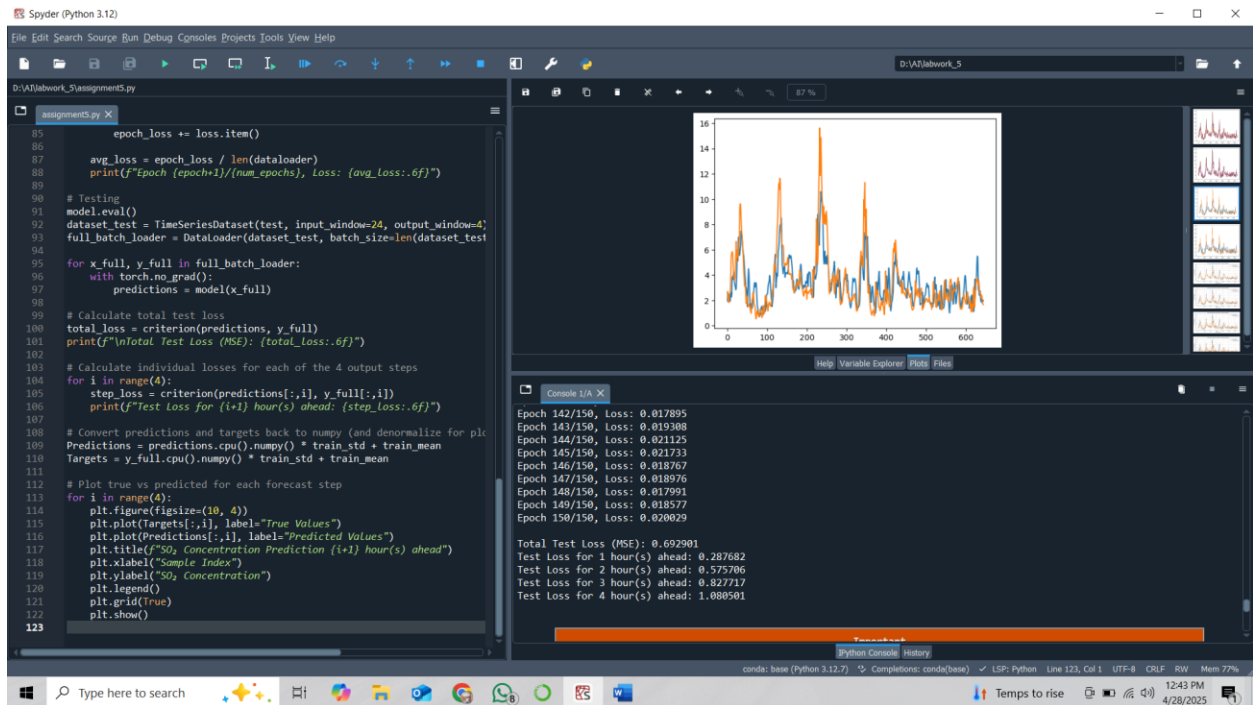 Spyder (Python 3.12)
File Edit Search Source Run Debug Consoles Projects Tools View Help
D:\AI\labwork_5
D:\AI\labwork_5\assignment5.py
assignment5.py
85 epoch_loss += loss.item()
86
87 avg_loss = epoch_loss / len(dataloader)
88 print(f"Epoch {epoch+1}/{num_epochs}, Loss: {avg_loss:.6f}")
89
90 # Testing
91 model.eval()
92 dataset_test = TimeSeriesDataset(test, input_window=24, output_window=4)
93 full_batch_loader = DataLoader(dataset_test, batch_size=len(dataset_test
94
95 for x_full, y_full in full_batch_loader:
96 with torch.no_grad():
97 predictions = model(x_full)
98
99 # Calculate total test loss
100 total_loss = criterion(predictions, y_full)
101 print(f"\nTotal Test Loss (MSE): {total_loss:.6f}")
102
103 # Calculate individual losses for each of the 4 output steps
104 for i in range(4):
105 step_loss = criterion(predictions[:,i], y_full[:,i])
106 print(f"Test Loss for {i+1} hour(s) ahead: {step_loss:.6f}")
107
108 # Convert predictions and targets back to numpy (and denormalize for plo
109 Predictions = predictions.cpu().numpy() * train_std + train_mean
110 Targets = y_full.cpu().numpy() * train_std + train_mean
111
112 # Plot true vs predicted for each forecast step
113 for i in range(4):
114 plt.figure(figsize=(10, 4))
115 plt.plot(Targets[:,i], label="True Values")
116 plt.plot(Predictions[:,i], label="Predicted Values")
117 plt.title(f"SO₂ Concentration Prediction {i+1} hour(s) ahead")
118 plt.xlabel("Sample Index")
119 plt.ylabel("SO₂ Concentration")
120 plt.legend()
121 plt.grid(True)
122 plt.show()
123
87 %
16
14
12
10
8
6
4
2
0
0 100 200 300 400 500 600
Help Variable Explorer Plots Files
Console 1/A
Epoch 142/150, Loss: 0.017895
Epoch 143/150, Loss: 0.019308
Epoch 144/150, Loss: 0.021125
Epoch 145/150, Loss: 0.021733
Epoch 146/150, Loss: 0.018767
Epoch 147/150, Loss: 0.018976
Epoch 148/150, Loss: 0.017991
Epoch 149/150, Loss: 0.018577
Epoch 150/150, Loss: 0.020029
Total Test Loss (MSE): 0.692901
Test Loss for 1 hour(s) ahead: 0.287682
Test Loss for 2 hour(s) ahead: 0.575706
Test Loss for 3 hour(s) ahead: 0.827717
Test Loss for 4 hour(s) ahead: 1.080501
Important
IPython Console History
conda: base (Python 3.12.7) Completions: conda(base) LSP: Python Line 123, Col 1 UTF-8 CRLF RW Mem 77%
Type here to search
8
Temps to rise
12:43 PM
4/28/2025
1